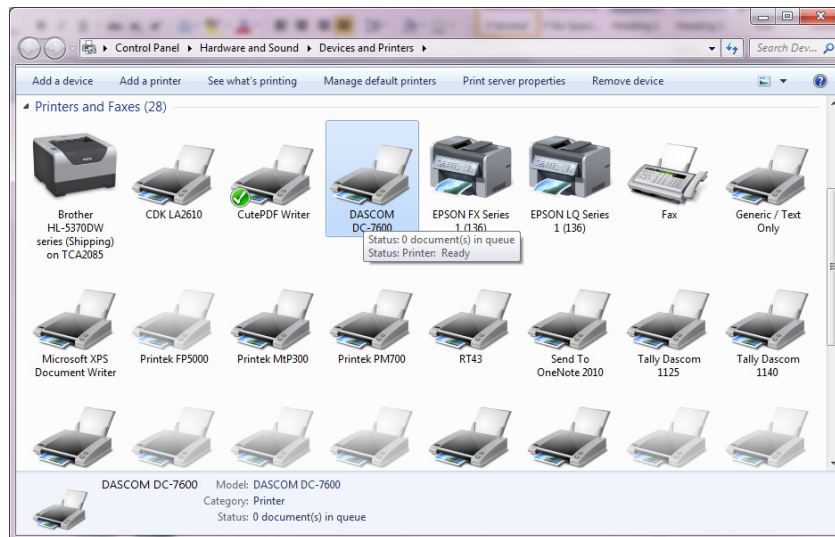 Control Panel ▸ Hardware and Sound ▸ Devices and Printers ▸
Search Dev...
Add a device Add a printer See what's printing Manage default printers Print server properties Remove device
Printers and Faxes (28)
Brother
HL-5370DW
series (Shipping)
on TCA2085
CDK LA2610
CutePDF Writer
DASCOM
DC-7600
EPSON FX Series
1 (136)
EPSON LQ Series
1 (136)
Fax
Generic / Text
Only
Status: 0 document(s) in queue
Status: Printer: Ready
Microsoft XPS
Document Writer
Printek FP5000
Printek MtP300
Printek PM700
RT43
Send To
OneNote 2010
Tally Dascom
1125
Tally Dascom
1140
DASCOM DC-7600 Model: DASCOM DC-7600
Category: Printer
Status: 0 document(s) in queue